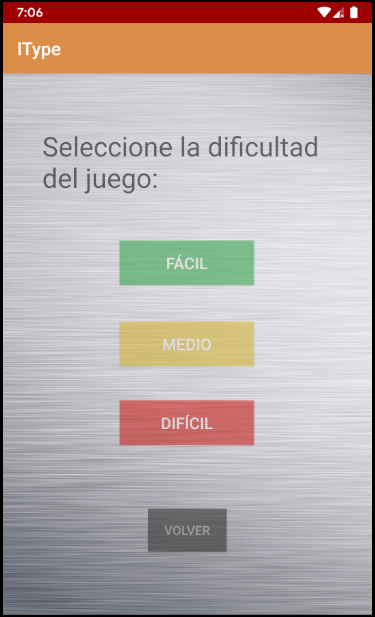 7:06
IType
Seleccione la dificultad
del juego:
FÁCIL
MEDIO
DIFÍCIL
VOLVER